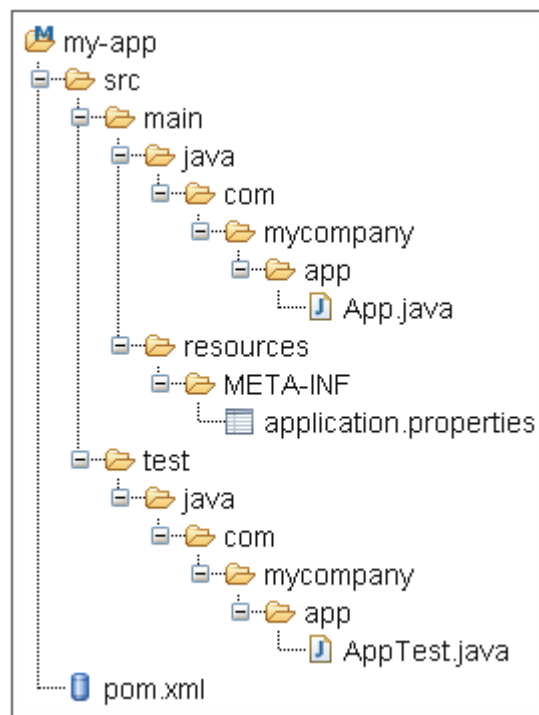 my-app
src
main
java
com
mycompany
app
App.java
resources
META-INF
application.properties
test
java
com
mycompany
app
AppTest.java
pom.xml